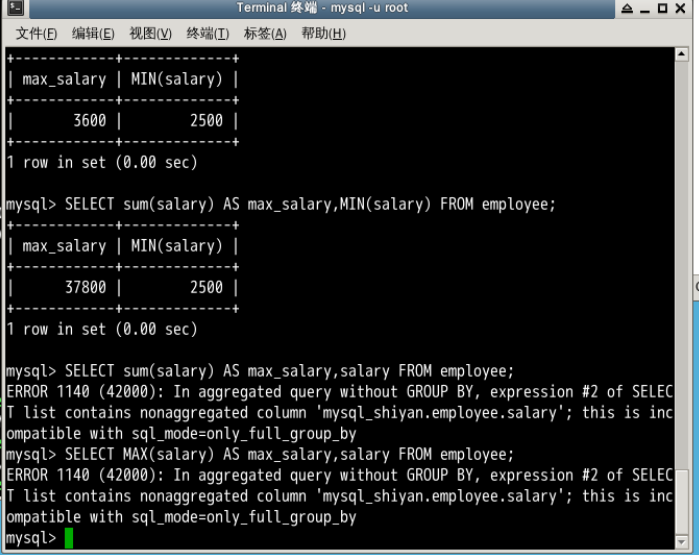 Terminal 终端 - mysql -u root
文件(F) 编辑(E) 视图(V) 终端(T) 标签(A) 帮助(H)
+------------+-------------+
| max_salary | MIN(salary) |
+------------+-------------+
| 3600 | 2500 |
+------------+-------------+
1 row in set (0.00 sec)
mysql> SELECT sum(salary) AS max_salary,MIN(salary) FROM employee;
+------------+-------------+
| max_salary | MIN(salary) |
+------------+-------------+
| 37800 | 2500 |
+------------+-------------+
1 row in set (0.00 sec)
mysql> SELECT sum(salary) AS max_salary,salary FROM employee;
ERROR 1140 (42000): In aggregated query without GROUP BY, expression #2 of SELEC
T list contains nonaggregated column 'mysql_shiyan.employee.salary'; this is inc
ompatible with sql_mode=only_full_group_by
mysql> SELECT MAX(salary) AS max_salary,salary FROM employee;
ERROR 1140 (42000): In aggregated query without GROUP BY, expression #2 of SELEC
T list contains nonaggregated column 'mysql_shiyan.employee.salary'; this is inc
ompatible with sql_mode=only_full_group_by
mysql>